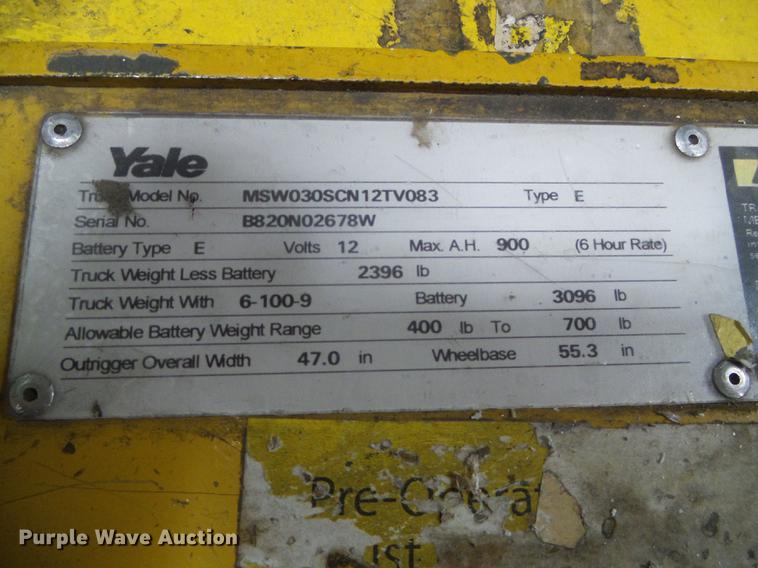 Yale
Truck Model No. MSW030SCN12TV083 Type E
Serial No. B820N02678W
Battery Type E Volts 12 Max. A.H. 900 (6 Hour Rate)
Truck Weight Less Battery 2396 lb
Truck Weight With 6-100-9 Battery 3096 lb
Allowable Battery Weight Range 400 lb To 700 lb
Outrigger Overall Width 47.0 in Wheelbase 55.3 in
Purple Wave Auction